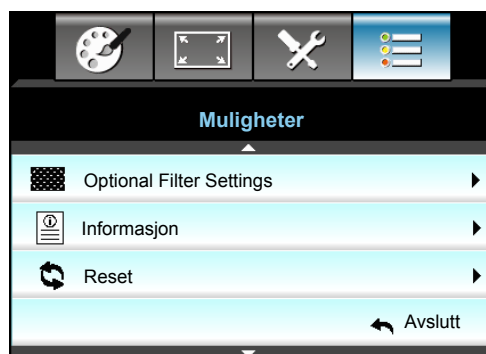 Muligheter
Optional Filter Settings
Informasjon
Reset
Avslutt